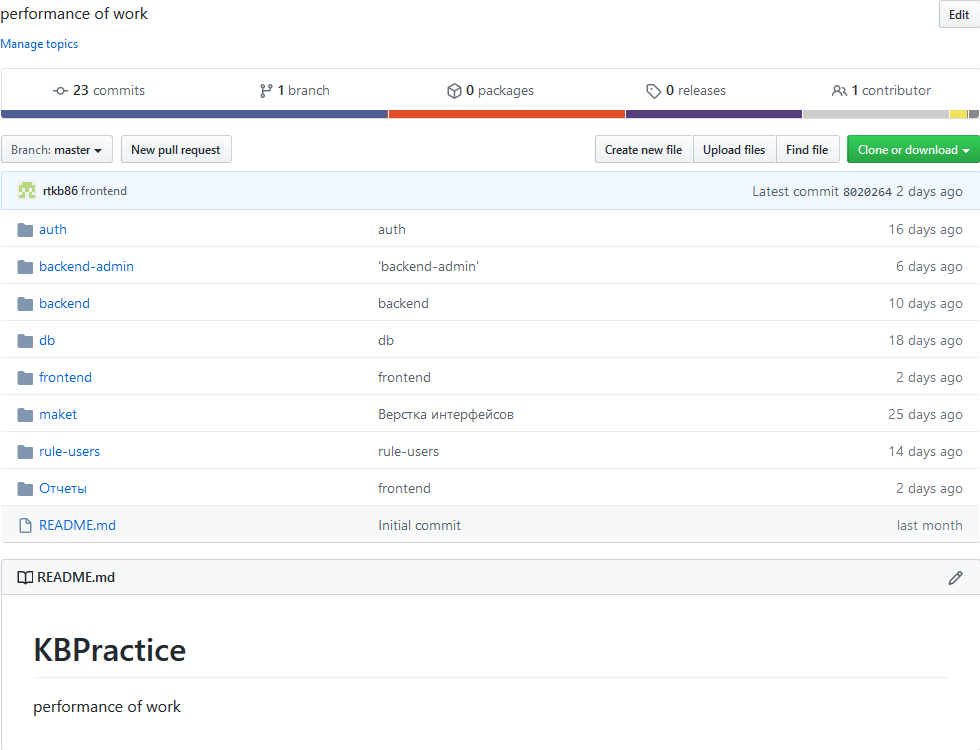 performance of work Edit
Manage topics
23 commits 1 branch 0 packages 0 releases 1 contributor
Branch: master New pull request Create new file Upload files Find file Clone or download
rtkb86 frontend Latest commit 8020264 2 days ago
auth auth 16 days ago
backend-admin 'backend-admin' 6 days ago
backend backend 10 days ago
db db 18 days ago
frontend frontend 2 days ago
maket Верстка интерфейсов 25 days ago
rule-users rule-users 14 days ago
Отчеты frontend 2 days ago
README.md Initial commit last month
README.md
KBPractice
performance of work